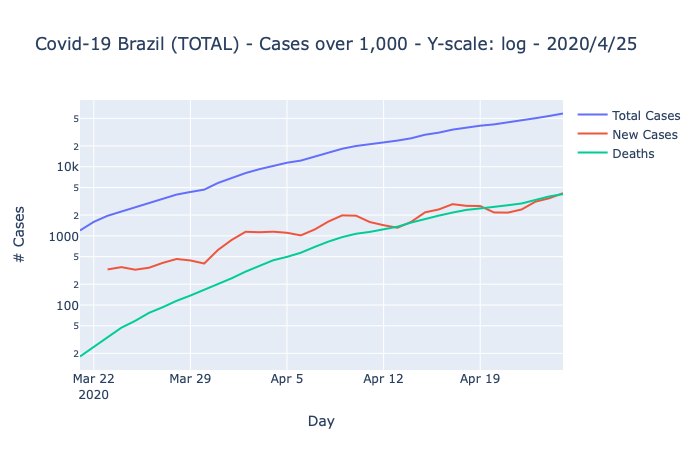 Covid-19 Brazil (TOTAL) - Cases over 1,000 - Y-scale: log - 2020/4/25
Total Cases
New Cases
Deaths
# Cases
5
2
10k
5
2
1000
5
2
100
5
2
Mar 22
2020
Mar 29
Apr 5
Apr 12
Apr 19
Day